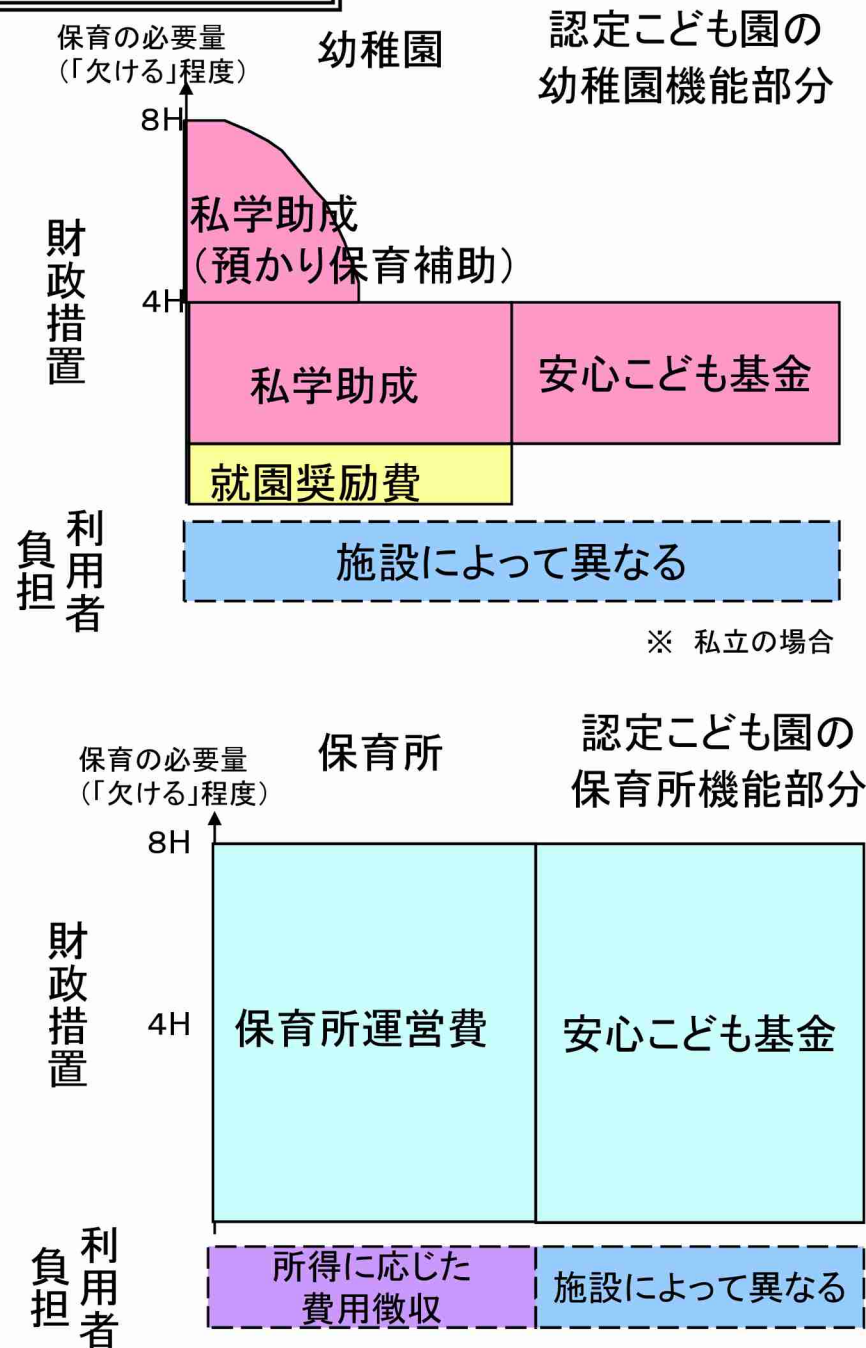 保育の必要量
（「欠ける」程度）
幼稚園
認定こども園の
幼稚園機能部分
8H
財政措置
私学助成
（預かり保育補助）
4H
私学助成
安心こども基金
就園奨励費
利用者
負担
施設によって異なる
※ 私立の場合
保育の必要量
（「欠ける」程度）
保育所
認定こども園の
保育所機能部分
8H
財政措置
4H
保育所運営費
安心こども基金
利用者
負担
所得に応じた
費用徴収
施設によって異なる